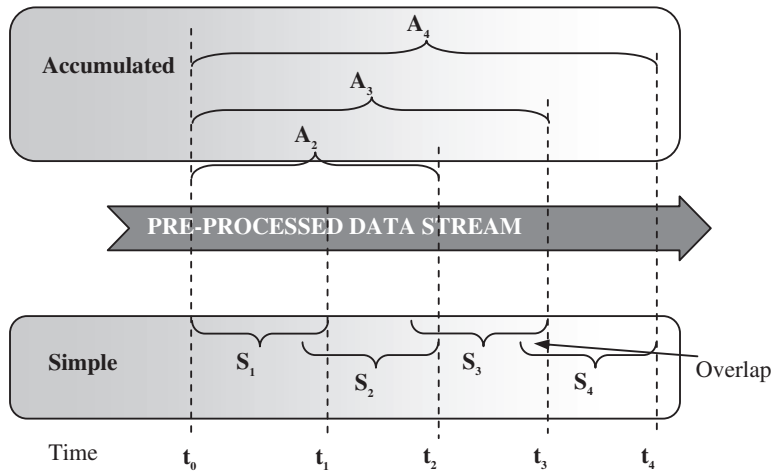 A₄
Accumulated
A₃
A₂
PRE-PROCESSED DATA STREAM
Simple
S₁
S₂
S₃
S₄
Overlap
Time t₀ t₁ t₂ t₃ t₄